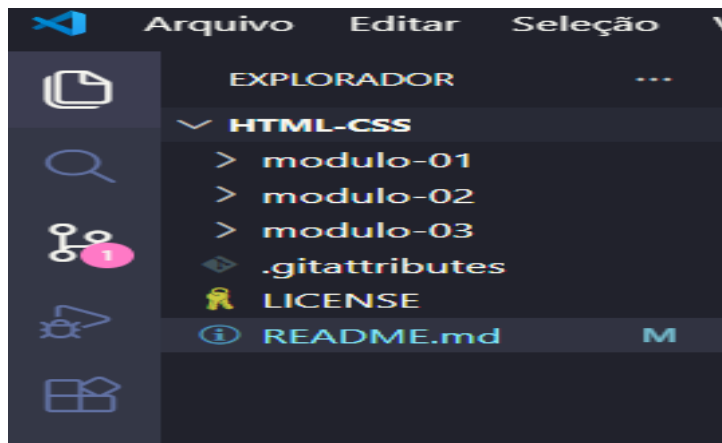 Arquivo Editar Seleção
EXPLORADOR ...
HTML-CSS
modulo-01
modulo-02
modulo-03
.gitattributes
LICENSE
README.md M
1